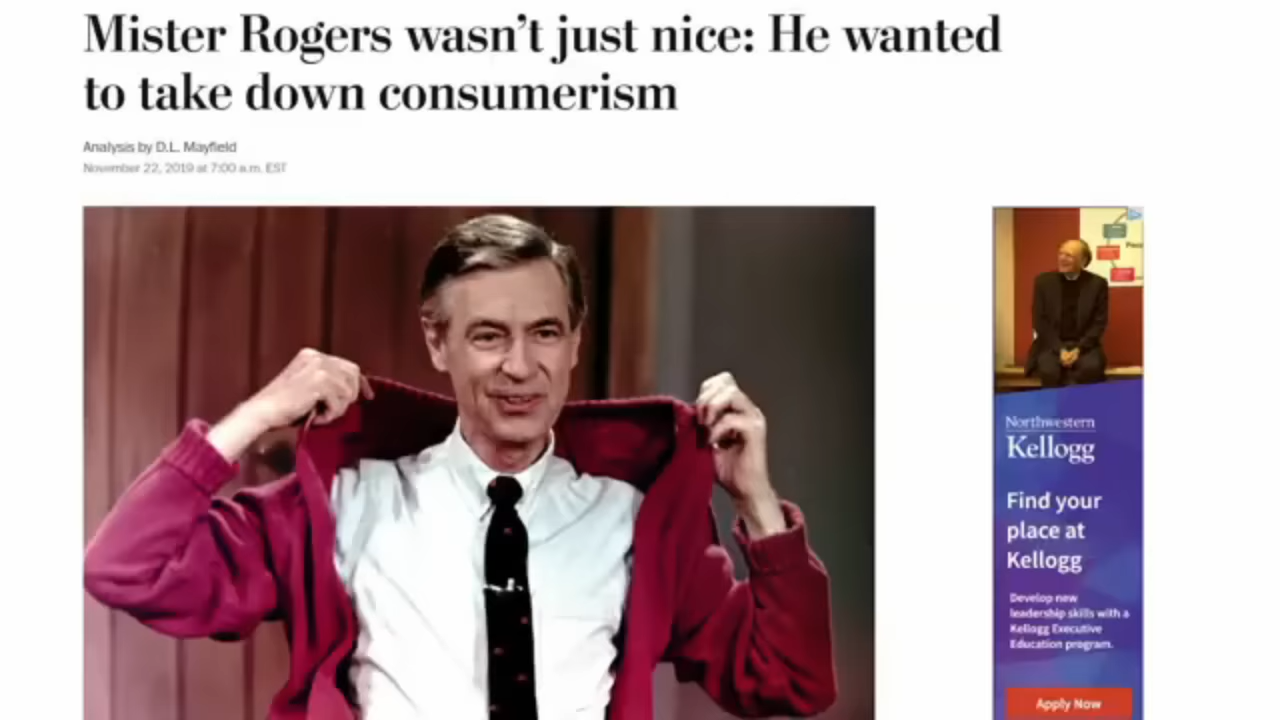 Mister Rogers wasn’t just nice: He wanted
to take down consumerism
Analysis by D.L. Mayfield
November 22, 2019 at 7:00 a.m. EST
Northwestern
Kellogg
Find your
place at
Kellogg
Develop new
leadership skills with a
Kellogg Executive
Education program.
Apply Now